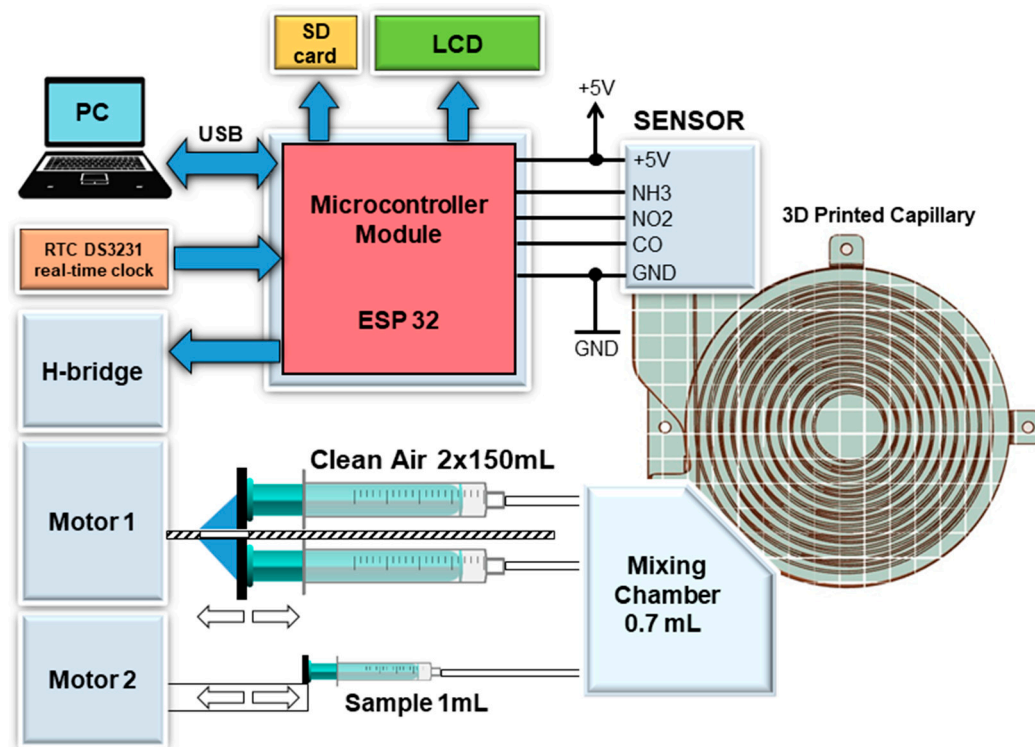 SD
card
LCD
PC
USB
+5V
SENSOR
Microcontroller
Module
ESP 32
+5V
NH3
NO2
CO
GND
GND
3D Printed Capillary
RTC DS3231
real-time clock
H-bridge
Clean Air 2x150mL
Motor 1
Mixing
Chamber
0.7 mL
Motor 2
Sample 1mL